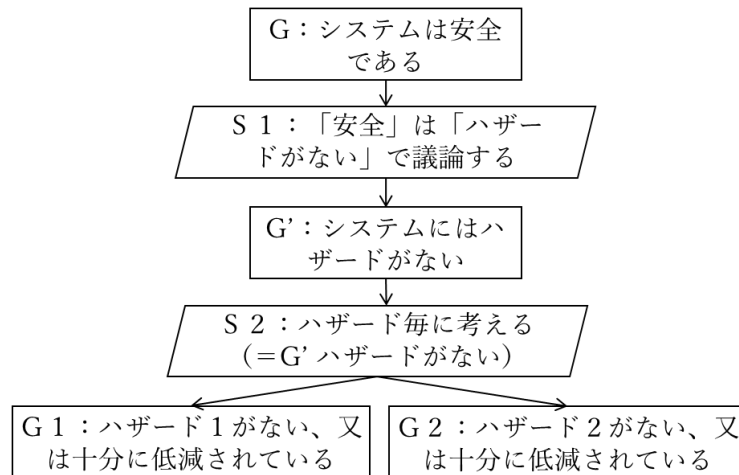 G：システムは安全
である
S1：「安全」は「ハザー
ドがない」で議論する
G’：システムにはハ
ザードがない
S2：ハザード毎に考える
（＝G’ハザードがない）
G1：ハザード1がない、又
は十分に低減されている
G2：ハザード2がない、又
は十分に低減されている